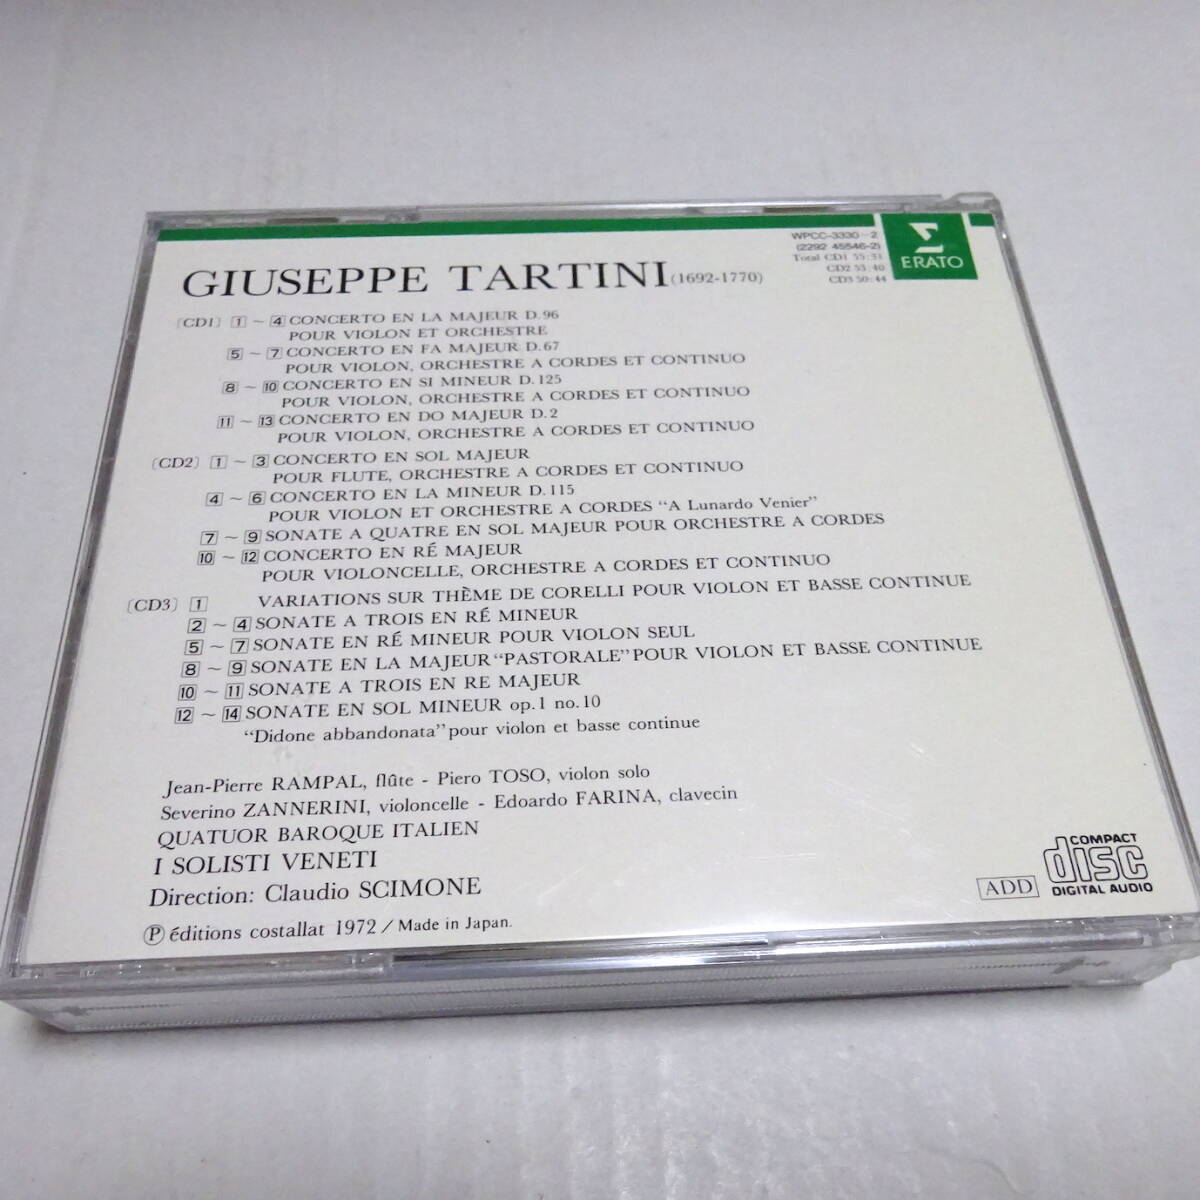 WPCC-3330~2
(2292 45546-2)
Total CD1 55:31
CD2 53:40
CD3 50:44
ERATO
GIUSEPPE TARTINI (1692-1770)
〔CD1〕 1 ~ 4 CONCERTO EN LA MAJEUR D.96
POUR VIOLON ET ORCHESTRE
5 ~ 7 CONCERTO EN FA MAJEUR D.67
POUR VIOLON, ORCHESTRE A CORDES ET CONTINUO
8 ~ 10 CONCERTO EN SI MINEUR D.125
POUR VIOLON, ORCHESTRE A CORDES ET CONTINUO
11 ~ 13 CONCERTO EN DO MAJEUR D.2
POUR VIOLON, ORCHESTRE A CORDES ET CONTINUO
〔CD2〕 1 ~ 3 CONCERTO EN SOL MAJEUR
POUR FLUTE, ORCHESTRE A CORDES ET CONTINUO
4 ~ 6 CONCERTO EN LA MINEUR D.115
POUR VIOLON ET ORCHESTRE A CORDES “A Lunardo Venier”
7 ~ 9 SONATE A QUATRE EN SOL MAJEUR POUR ORCHESTRE A CORDES
10 ~ 12 CONCERTO EN RÉ MAJEUR
POUR VIOLONCELLE, ORCHESTRE A CORDES ET CONTINUO
〔CD3〕 1 VARIATIONS SUR THÈME DE CORELLI POUR VIOLON ET BASSE CONTINUE
2 ~ 4 SONATE A TROIS EN RÉ MINEUR
5 ~ 7 SONATE EN RÉ MINEUR POUR VIOLON SEUL
8 ~ 9 SONATE EN LA MAJEUR “PASTORALE” POUR VIOLON ET BASSE CONTINUE
10 ~ 11 SONATE A TROIS EN RE MAJEUR
12 ~ 14 SONATE EN SOL MINEUR op.1 no.10
“Didone abbandonata” pour violon et basse continue
Jean-Pierre RAMPAL, flûte - Piero TOSO, violon solo
Severino ZANNERINI, violoncelle - Edoardo FARINA, clavecin
QUATUOR BAROQUE ITALIEN
I SOLISTI VENETI
Direction: Claudio SCIMONE
Ⓟ éditions costallat 1972 / Made in Japan.
ADD
COMPACT
disc
DIGITAL AUDIO